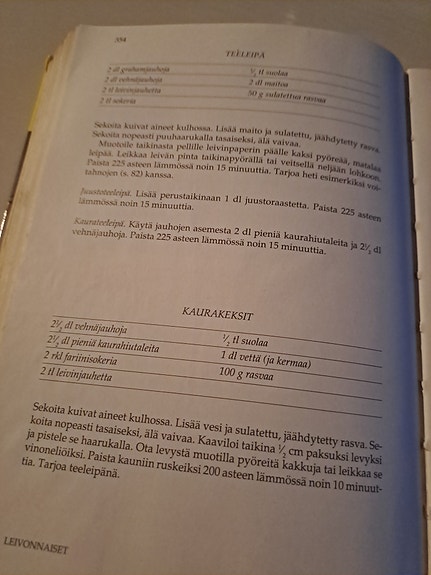 354
TEELEIPÄ
2 dl grahamjauhoja
½ tl suolaa
2 dl vehnäjauhoja
2 dl maitoa
2 tl leivinjauhetta
50 g sulatettua rasvaa
2 tl sokeria
Sekoita kuivat aineet kulhossa. Lisää maito ja sulatettu, jäähdytetty rasva.
Sekoita nopeasti puuhaarukalla tasaiseksi, älä vaivaa.
Muotoile taikinasta pellille leivinpaperin päälle kaksi pyöreää, matalaa
leipää. Leikkaa leivän pinta taikinapyörällä tai veitsellä neljään lohkoon.
Paista 225 asteen lämmössä noin 15 minuuttia. Tarjoa heti esimerkiksi voi-
tahnojen (s. 82) kanssa.
Juustoteeleipä. Lisää perustaikinaan 1 dl juustoraastetta. Paista 225 asteen
lämmössä noin 15 minuuttia.
Kaurateeleipä. Käytä jauhojen asemesta 2 dl pieniä kaurahiutaleita ja 2½ dl
vehnäjauhoja. Paista 225 asteen lämmössä noin 15 minuuttia.
KAURAKEKSIT
2½ dl vehnäjauhoja
½ tl suolaa
2½ dl pieniä kaurahiutaleita
1 dl vettä (ja kermaa)
2 rkl fariinisokeria
100 g rasvaa
2 tl leivinjauhetta
Sekoita kuivat aineet kulhossa. Lisää vesi ja sulatettu, jäähdytetty rasva. Se-
koita nopeasti tasaiseksi, älä vaivaa. Kaaviloi taikina ½ cm paksuksi levyksi
ja pistele se haarukalla. Ota levystä muotilla pyöreitä kakkuja tai leikkaa se
vinoneliöiksi. Paista kauniin ruskeiksi 200 asteen lämmössä noin 10 minuut-
tia. Tarjoa teeleipänä.
LEIVONNAISET